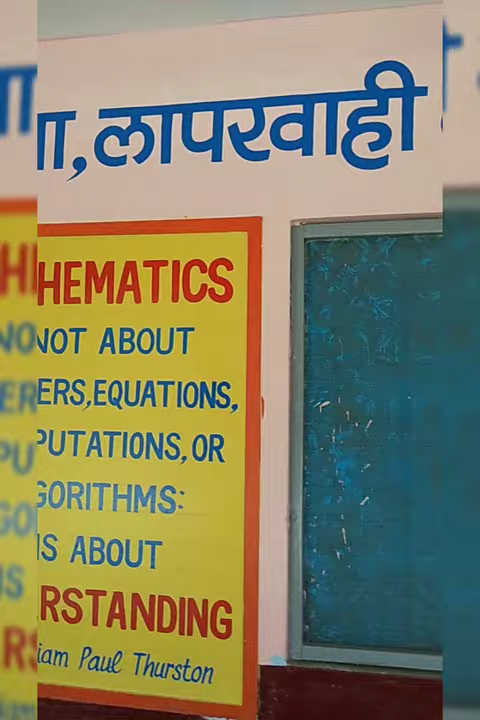 ा, लापरवाही
HEMATICS
NOT ABOUT
ERS, EQUATIONS,
PUTATIONS, OR
GORITHMS:
IS ABOUT
RSTANDING
iam Paul Thurston